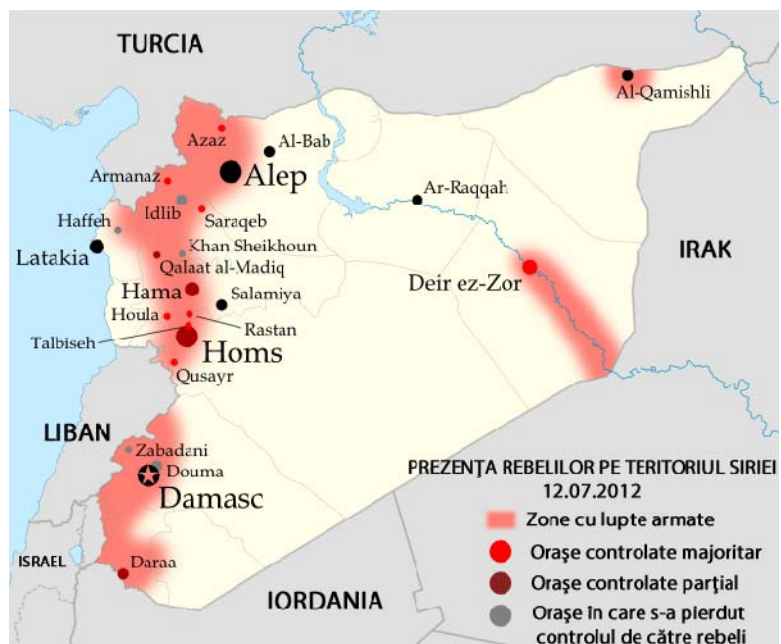 TURCIA
Al-Qamishli
Azaz
Al-Bab
Alep
Armanaz
Idlib
Ar-Raqqah
Saraqeb
Haffeh
Khan Sheikhoun
Latakia
IRAK
Qalaat al-Madiq
Deir ez-Zor
Hama
Salamiya
Houla
Rastan
Talbiseh
Homs
Qusayr
LIBAN
Zabadani
Douma
Damasc
ISRAEL
Daraa
IORDANIA
PREZENȚA REBELILOR PE TERITORIUL SIRIEI
12.07.2012
Zone cu lupte armate
Orașe controlate majoritar
Orașe controlate parțial
Orașe în care s-a pierdut
controlul de către rebeli